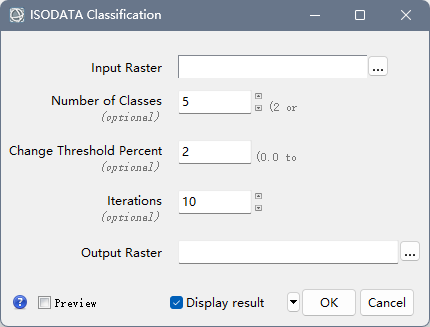 ISODATA Classification
Input Raster ...
Number of Classes 5 (2 or
(optional)
Change Threshold Percent 2 (0.0 to
(optional)
Iterations 10
(optional)
Output Raster ...
? Preview Display result OK Cancel